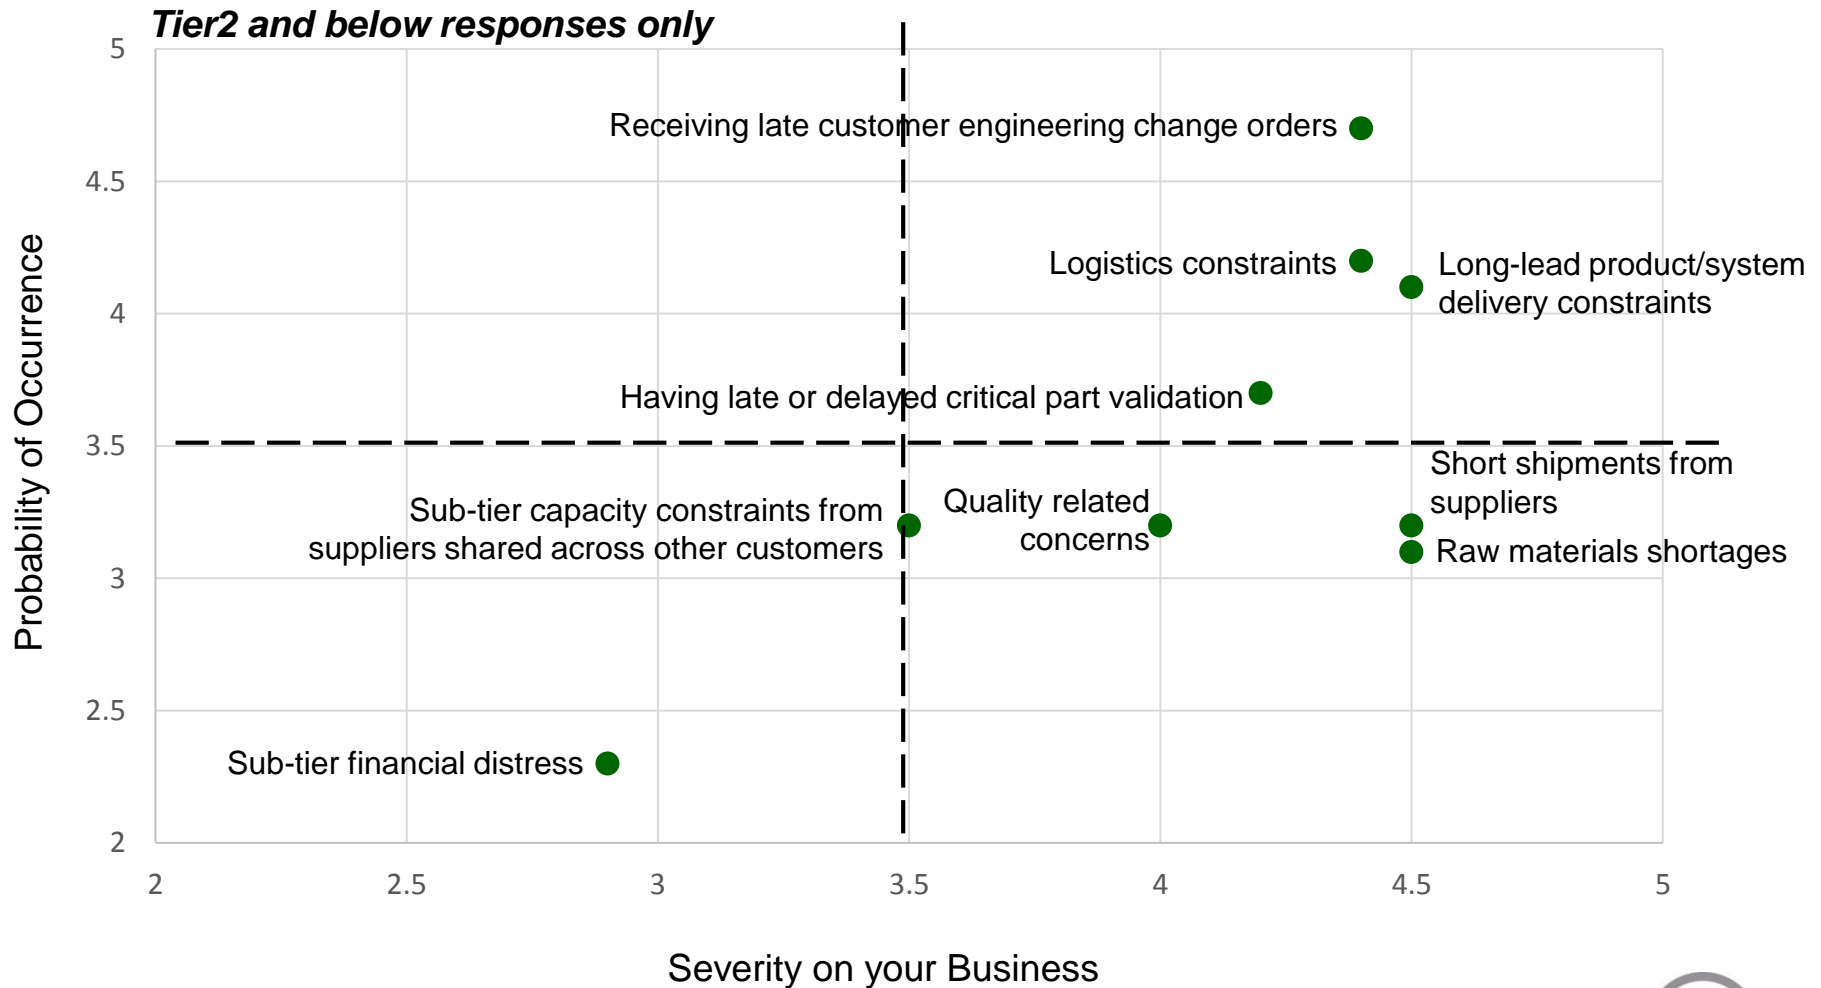 Tier2 and below responses only
5
Receiving late customer engineering change orders
4.5
Logistics constraints
Long-lead product/system
delivery constraints
4
Having late or delayed critical part validation
3.5
Short shipments from
suppliers
Sub-tier capacity constraints from
suppliers shared across other customers
Quality related
concerns
Raw materials shortages
3
2.5
Sub-tier financial distress
2
Probability of Occurrence
2
2.5
3
3.5
4
4.5
5
Severity on your Business